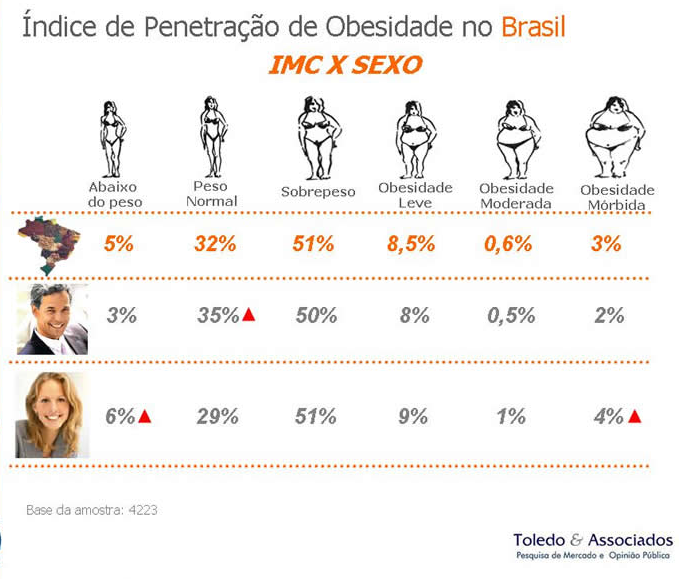 Índice de Penetração de Obesidade no Brasil
IMC X SEXO
Abaixo do peso
Peso Normal
Sobrepeso
Obesidade Leve
Obesidade Moderada
Obesidade Mórbida
5% 32% 51% 8,5% 0,6% 3%
3% 35% 50% 8% 0,5% 2%
6% 29% 51% 9% 1% 4%
Base da amostra: 4223
Toledo & Associados
Pesquisa de Mercado e Opinião Pública